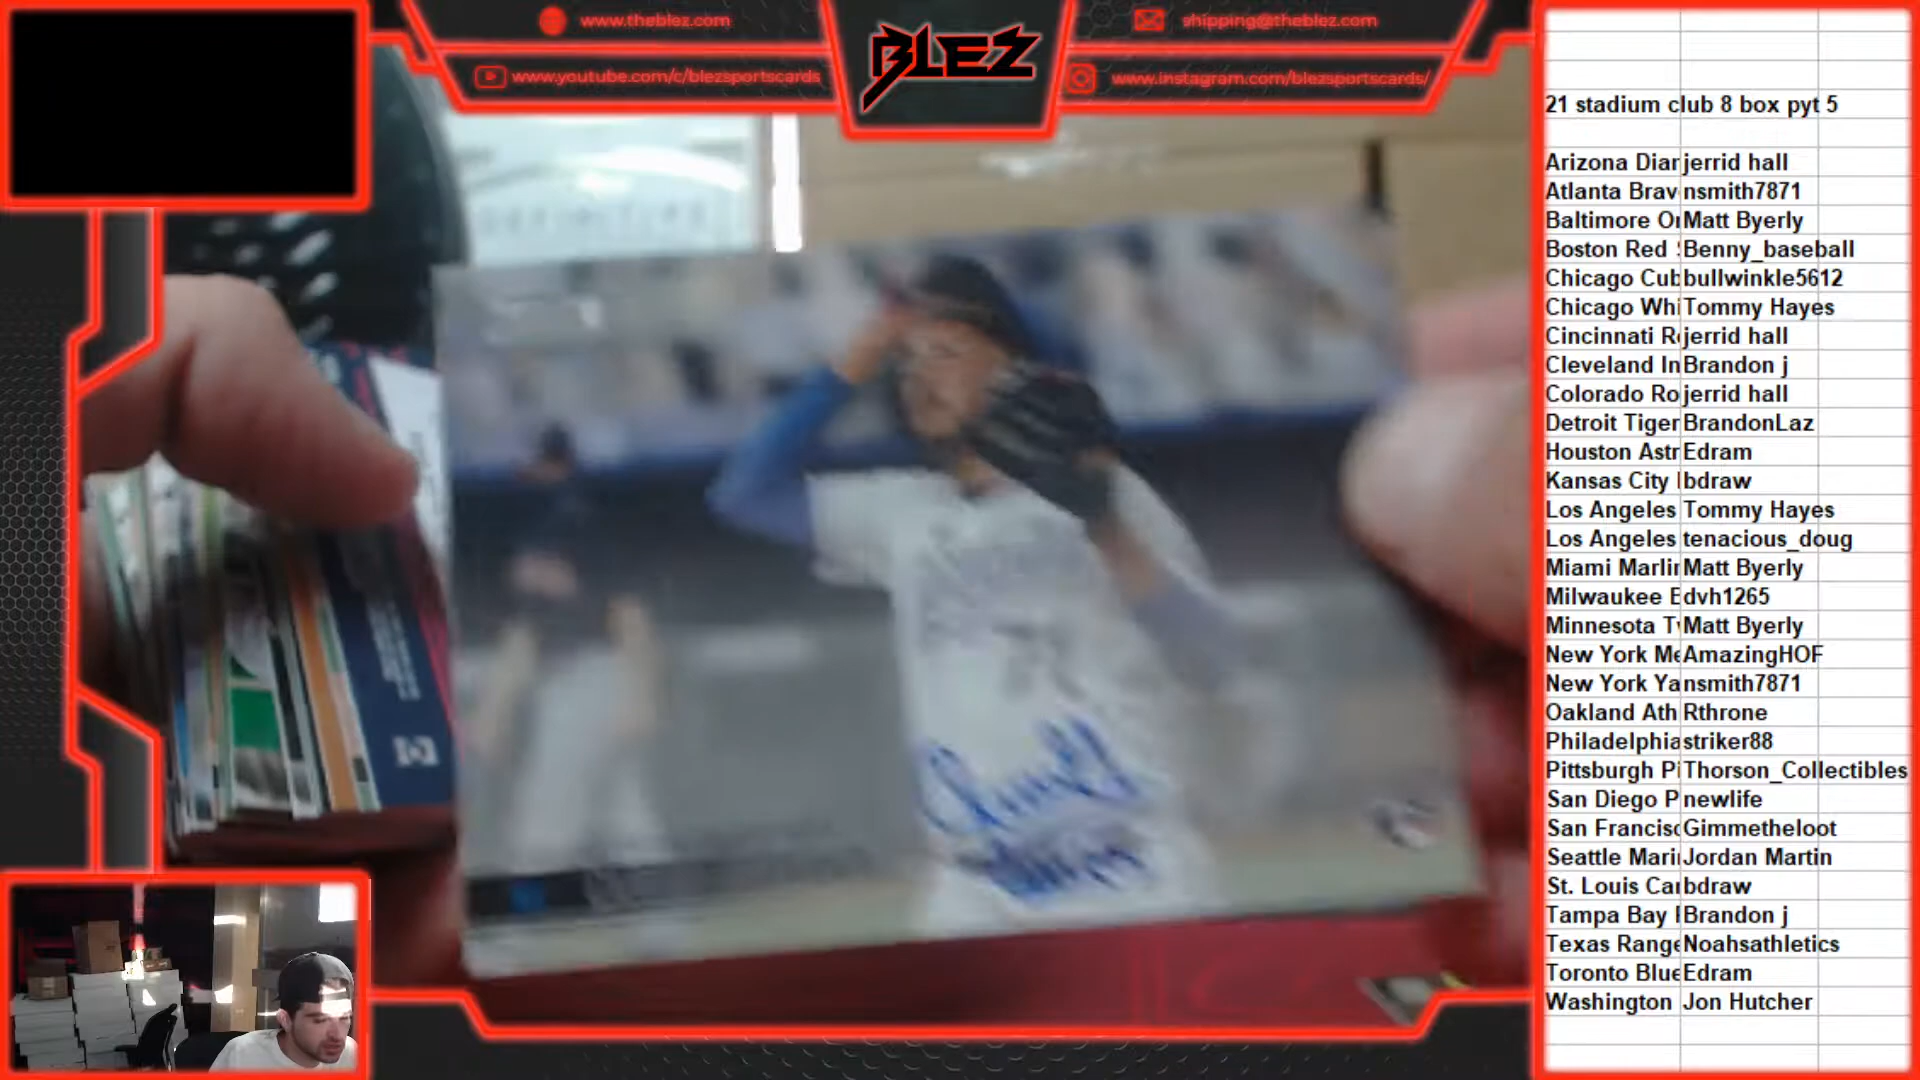 www.theblez.com
www.youtube.com/c/blezsportscards
BLEZ
shipping@theblez.com
www.instagram.com/blezsportscards/
21 stadium club 8 box pyt 5
Arizona Diar jerrid hall
Atlanta Brav nsmith7871
Baltimore O Matt Byerly
Boston Red Benny_baseball
Chicago Cub bullwinkle5612
Chicago Whi Tommy Hayes
Cincinnati R jerrid hall
Cleveland In Brandon j
Colorado Ro jerrid hall
Detroit Tiger BrandonLaz
Houston Astr Edram
Kansas City bdraw
Los Angeles Tommy Hayes
Los Angeles tenacious_doug
Miami Marlin Matt Byerly
Milwaukee B dvh1265
Minnesota Tw Matt Byerly
New York Me AmazingHOF
New York Ya nsmith7871
Oakland Ath Rthrone
Philadelphia striker88
Pittsburgh Pi Thorson_Collectibles
San Diego P newlife
San Francisc Gimmetheloot
Seattle Mari Jordan Martin
St. Louis Car bdraw
Tampa Bay Brandon j
Texas Range Noahsathletics
Toronto Blue Edram
Washington Jon Hutcher